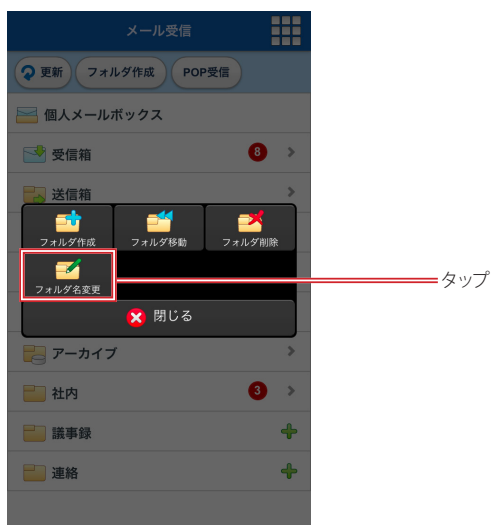 メール受信
更新 フォルダ作成 POP受信
個人メールボックス
受信箱 8
送信箱
フォルダ作成 フォルダ移動 フォルダ削除
フォルダ名変更
タップ
閉じる
アーカイブ
社内 3
議事録
連絡